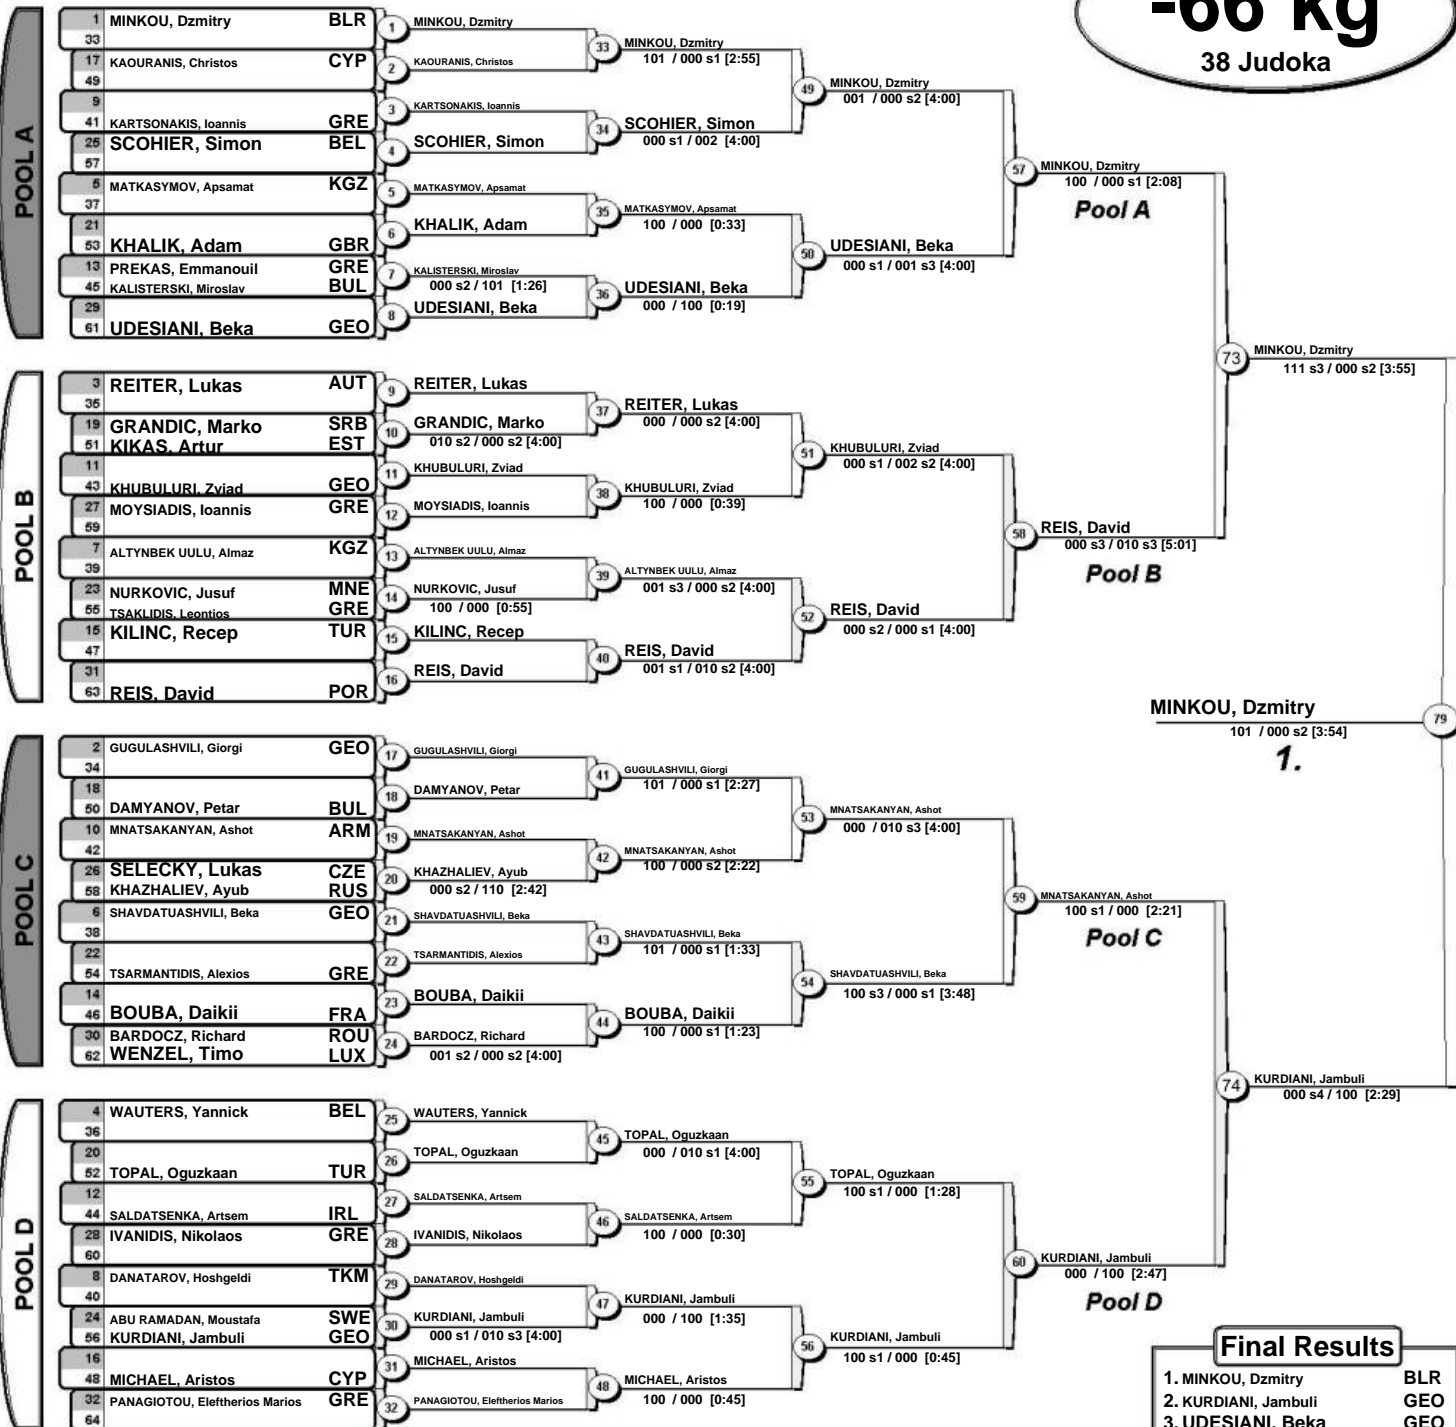 -66 kg
38 Judoka
POOL A
1 MINKOU, Dzmitry BLR
33
17 KAOURANIS, Christos CYP
49
9
41 KARTSONAKIS, Ioannis GRE
25 SCOHIER, Simon BEL
57
5 MATKASYMOV, Apsamat KGZ
37
21
53 KHALIK, Adam GBR
13 PREKAS, Emmanouil GRE
45 KALISTERSKI, Miroslav BUL
29
61 UDESIANI, Beka GEO
1 MINKOU, Dzmitry
2 KAOURANIS, Christos
3 KARTSONAKIS, Ioannis
4 SCOHIER, Simon
5 MATKASYMOV, Apsamat
6 KHALIK, Adam
7 KALISTERSKI, Miroslav
000 s2 / 101 [1:26]
8 UDESIANI, Beka
33 MINKOU, Dzmitry
101 / 000 s1 [2:55]
34 SCOHIER, Simon
000 s1 / 002 [4:00]
35 MATKASYMOV, Apsamat
100 / 000 [0:33]
36 UDESIANI, Beka
000 / 100 [0:19]
49 MINKOU, Dzmitry
001 / 000 s2 [4:00]
50 UDESIANI, Beka
000 s1 / 001 s3 [4:00]
57 MINKOU, Dzmitry
100 / 000 s1 [2:08]
Pool A
POOL B
3 REITER, Lukas AUT
35
19 GRANDIC, Marko SRB
51 KIKAS, Artur EST
11
43 KHUBULURI, Zviad GEO
27 MOYSIADIS, Ioannis GRE
59
7 ALTYNBEK UULU, Almaz KGZ
39
23 NURKOVIC, Jusuf MNE
55 TSAKLIDIS, Leontios GRE
15 KILINC, Recep TUR
47
31
63 REIS, David POR
9 REITER, Lukas
10 GRANDIC, Marko
010 s2 / 000 s2 [4:00]
11 KHUBULURI, Zviad
12 MOYSIADIS, Ioannis
13 ALTYNBEK UULU, Almaz
14 NURKOVIC, Jusuf
100 / 000 [0:55]
15 KILINC, Recep
16 REIS, David
37 REITER, Lukas
000 / 000 s2 [4:00]
38 KHUBULURI, Zviad
100 / 000 [0:39]
39 ALTYNBEK UULU, Almaz
001 s3 / 000 s2 [4:00]
40 REIS, David
001 s1 / 010 s2 [4:00]
51 KHUBULURI, Zviad
000 s1 / 002 s2 [4:00]
52 REIS, David
000 s2 / 000 s1 [4:00]
58 REIS, David
000 s3 / 010 s3 [5:01]
Pool B
73 MINKOU, Dzmitry
111 s3 / 000 s2 [3:55]
MINKOU, Dzmitry 79
101 / 000 s2 [3:54]
1.
POOL C
2 GUGULASHVILI, Giorgi GEO
34
18
50 DAMYANOV, Petar BUL
10 MNATSAKANYAN, Ashot ARM
42
26 SELECKY, Lukas CZE
58 KHAZHALIEV, Ayub RUS
6 SHAVDATUASHVILI, Beka GEO
38
22
54 TSARMANTIDIS, Alexios GRE
14
46 BOUBA, Daikii FRA
30 BARDOCZ, Richard ROU
62 WENZEL, Timo LUX
17 GUGULASHVILI, Giorgi
18 DAMYANOV, Petar
19 MNATSAKANYAN, Ashot
20 KHAZHALIEV, Ayub
000 s2 / 110 [2:42]
21 SHAVDATUASHVILI, Beka
22 TSARMANTIDIS, Alexios
23 BOUBA, Daikii
24 BARDOCZ, Richard
001 s2 / 000 s2 [4:00]
41 GUGULASHVILI, Giorgi
101 / 000 s1 [2:27]
42 MNATSAKANYAN, Ashot
100 / 000 s2 [2:22]
43 SHAVDATUASHVILI, Beka
101 / 000 s1 [1:33]
44 BOUBA, Daikii
100 / 000 s1 [1:23]
53 MNATSAKANYAN, Ashot
000 / 010 s3 [4:00]
54 SHAVDATUASHVILI, Beka
100 s3 / 000 s1 [3:48]
59 MNATSAKANYAN, Ashot
100 s1 / 000 [2:21]
Pool C
74 KURDIANI, Jambuli
000 s4 / 100 [2:29]
POOL D
4 WAUTERS, Yannick BEL
36
20
52 TOPAL, Oguzkaan TUR
12
44 SALDATSENKA, Artsem IRL
28 IVANIDIS, Nikolaos GRE
60
8 DANATAROV, Hoshgeldi TKM
40
24 ABU RAMADAN, Moustafa SWE
56 KURDIANI, Jambuli GEO
16
48 MICHAEL, Aristos CYP
32 PANAGIOTOU, Eleftherios Marios GRE
64
25 WAUTERS, Yannick
26 TOPAL, Oguzkaan
27 SALDATSENKA, Artsem
28 IVANIDIS, Nikolaos
29 DANATAROV, Hoshgeldi
30 KURDIANI, Jambuli
000 s1 / 010 s3 [4:00]
31 MICHAEL, Aristos
32 PANAGIOTOU, Eleftherios Marios
45 TOPAL, Oguzkaan
000 / 010 s1 [4:00]
46 SALDATSENKA, Artsem
100 / 000 [0:30]
47 KURDIANI, Jambuli
000 / 100 [1:35]
48 MICHAEL, Aristos
100 / 000 [0:45]
55 TOPAL, Oguzkaan
100 s1 / 000 [1:28]
56 KURDIANI, Jambuli
100 s1 / 000 [0:45]
60 KURDIANI, Jambuli
000 / 100 [2:47]
Pool D
Final Results
1. MINKOU, Dzmitry BLR
2. KURDIANI, Jambuli GEO
3. UDESIANI, Beka GEO